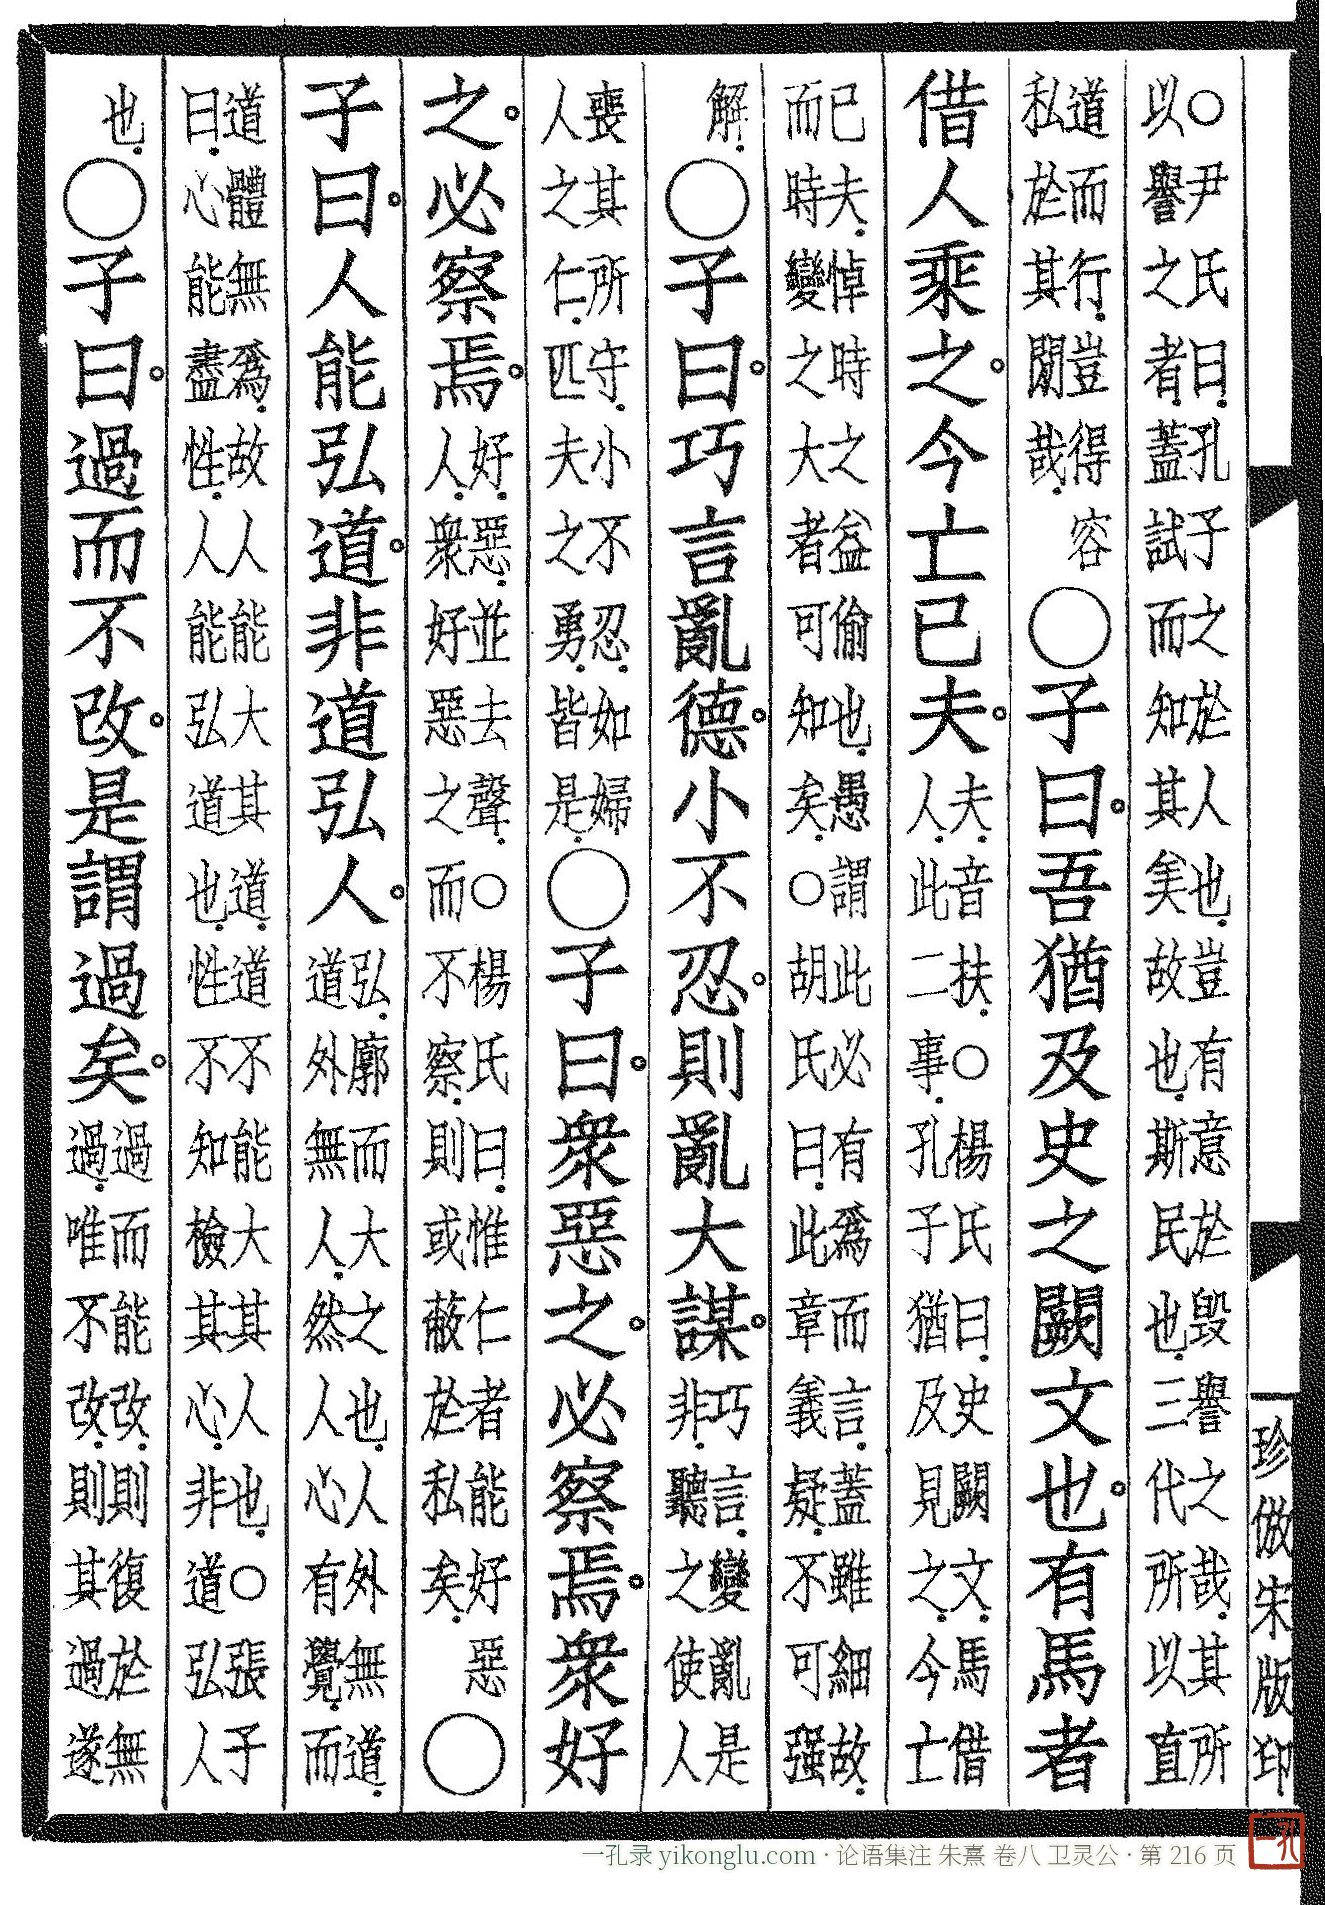 ○尹氏曰。孔子之於人也。豈有意於毁譽之哉。其所
以譽之者。蓋試而知其美故也。斯民也。三代所以直
道而行。豈得容
私於其閒哉。
○子曰。吾猶及史之闕文也。有馬者
借人乘之。今亡已夫。
夫。音扶。○楊氏曰。史闕文。馬借
人。此二事。孔子猶及見之。今亡
已夫。悼時之益偷也。愚謂此必有爲而言。蓋雖細故。
而時變之大者可知矣。○胡氏曰。此章義疑。不可强
解。
○子曰。巧言亂德。小不忍。則亂大謀。
巧言。變亂是
非。聽之使人
喪其所守。小不忍。如婦
人之仁。匹夫之勇。皆是。
○子曰。衆惡之。必察焉。衆好
之。必察焉。
好。惡。並去聲。○楊氏曰。惟仁者能好惡
人。衆好惡之而不察。則或蔽於私矣。
○
子曰。人能弘道。非道弘人。
弘。廓而大之也。人外無道。
道外無人。然人心有覺。而
道體無爲。故人能大其道。道不能大其人也。○張子
曰。心能盡性。人能弘道也。性不知檢其心。非道弘人
也。
○子曰。過而不改。是謂過矣。
過而能改。則復於無
過。唯不改。則其過遂
珍倣宋版印
一孔录 yikonglu.com · 论语集注 朱熹 卷八 卫灵公 · 第 216 页
一孔